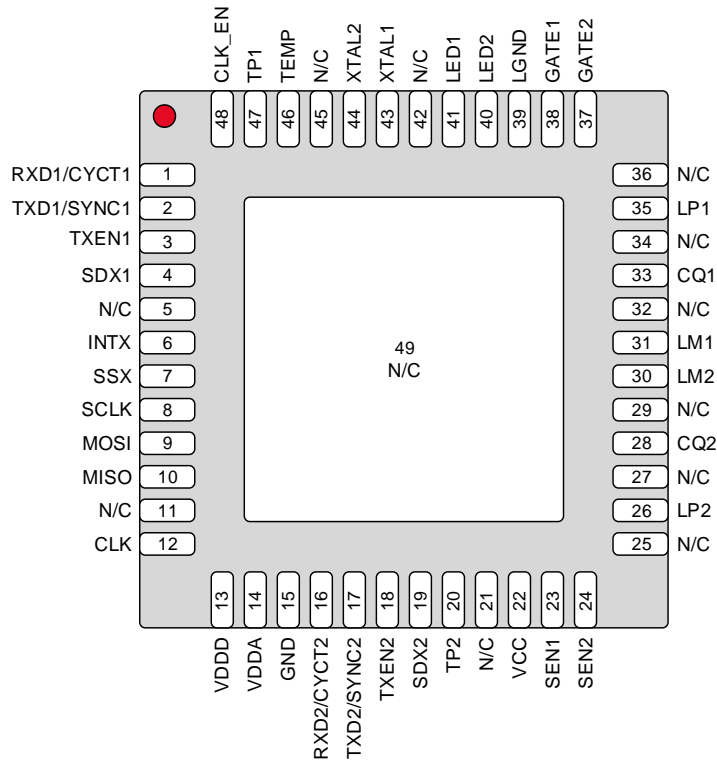 CLK_EN
TP1
TEMP
N/C
XTAL2
XTAL1
N/C
LED1
LED2
LGND
GATE1
GATE2
48
47
46
45
44
43
42
41
40
39
38
37
RXD1/CYCT1 1
TXD1/SYNC1 2
TXEN1 3
SDX1 4
N/C 5
INTX 6
SSX 7
SCLK 8
MOSI 9
MISO 10
N/C 11
CLK 12
49
N/C
36 N/C
35 LP1
34 N/C
33 CQ1
32 N/C
31 LM1
30 LM2
29 N/C
28 CQ2
27 N/C
26 LP2
25 N/C
13
14
15
16
17
18
19
20
21
22
23
24
VDDD
VDDA
GND
RXD2/CYCT2
TXD2/SYNC2
TXEN2
SDX2
TP2
N/C
VCC
SEN1
SEN2